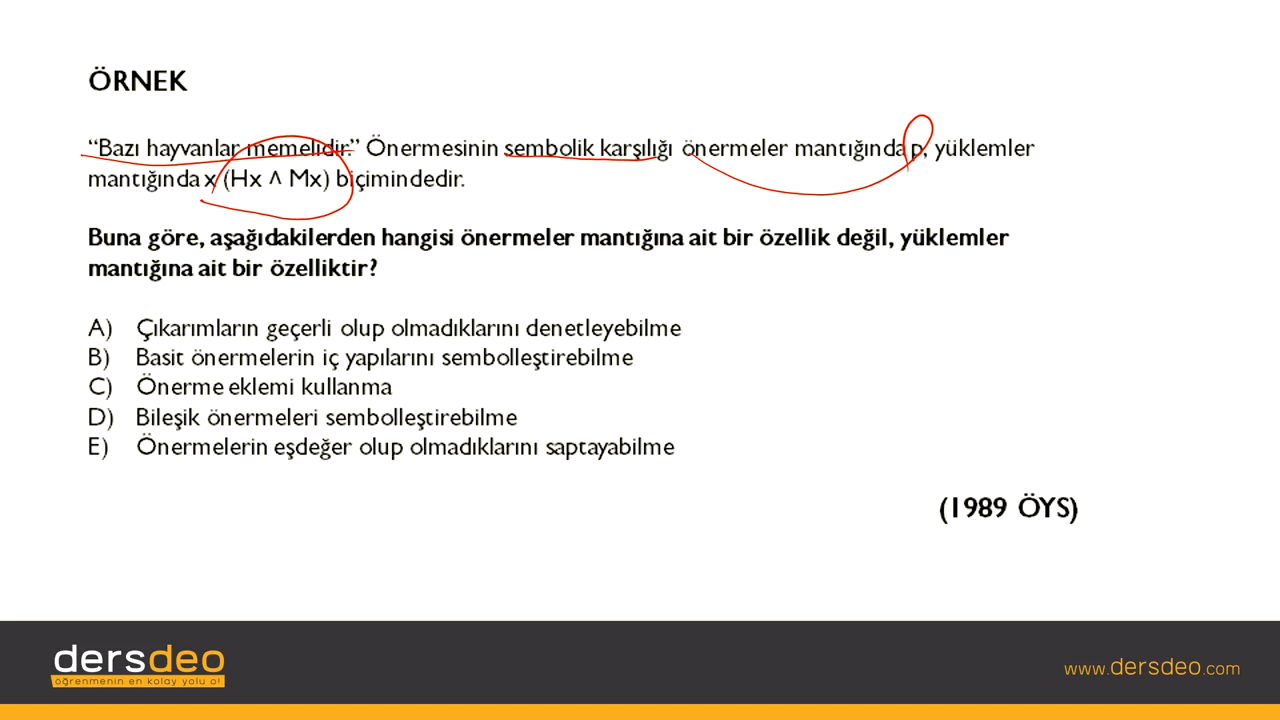 ÖRNEK
“Bazı hayvanlar memelidir.” Önermesinin sembolik karşılığı önermeler mantığında p, yüklemler
mantığında x (Hx ∧ Mx) biçimindedir.
Buna göre, aşağıdakilerden hangisi önermeler mantığına ait bir özellik değil, yüklemler
mantığına ait bir özelliktir?
A) Çıkarımların geçerli olup olmadıklarını denetleyebilme
B) Basit önermelerin iç yapılarını sembolleştirebilme
C) Önerme eklemi kullanma
D) Bileşik önermeleri sembolleştirebilme
E) Önermelerin eşdeğer olup olmadıklarını saptayabilme
(1989 ÖYS)
dersdeo
öğrenmenin en kolay yolu o!
www.dersdeo.com